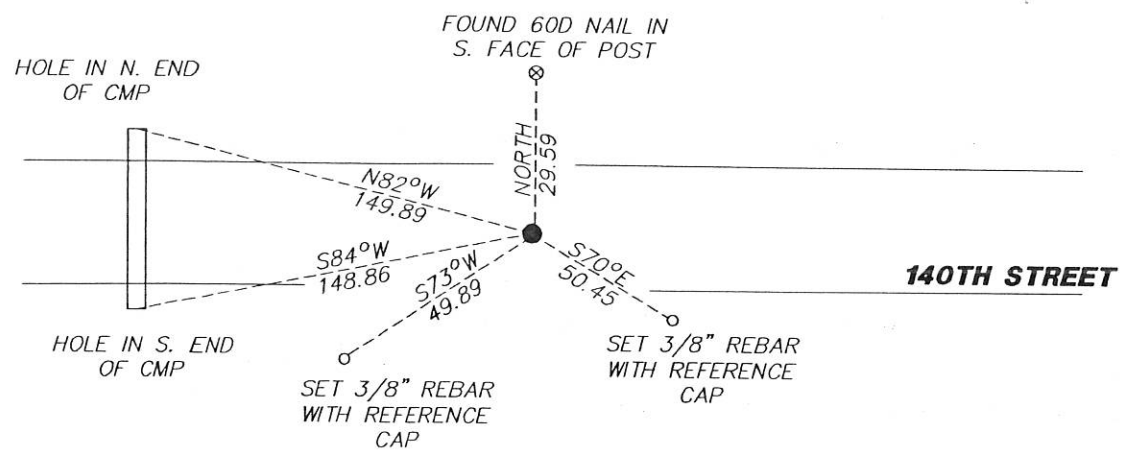 FOUND 60D NAIL IN
S. FACE OF POST
HOLE IN N. END
OF CMP
NORTH
29.59
N82°W
149.89
S84°W
148.86
S73°W
49.89
S70°E
50.45
140TH STREET
HOLE IN S. END
OF CMP
SET 3/8" REBAR
WITH REFERENCE
CAP
SET 3/8" REBAR
WITH REFERENCE
CAP